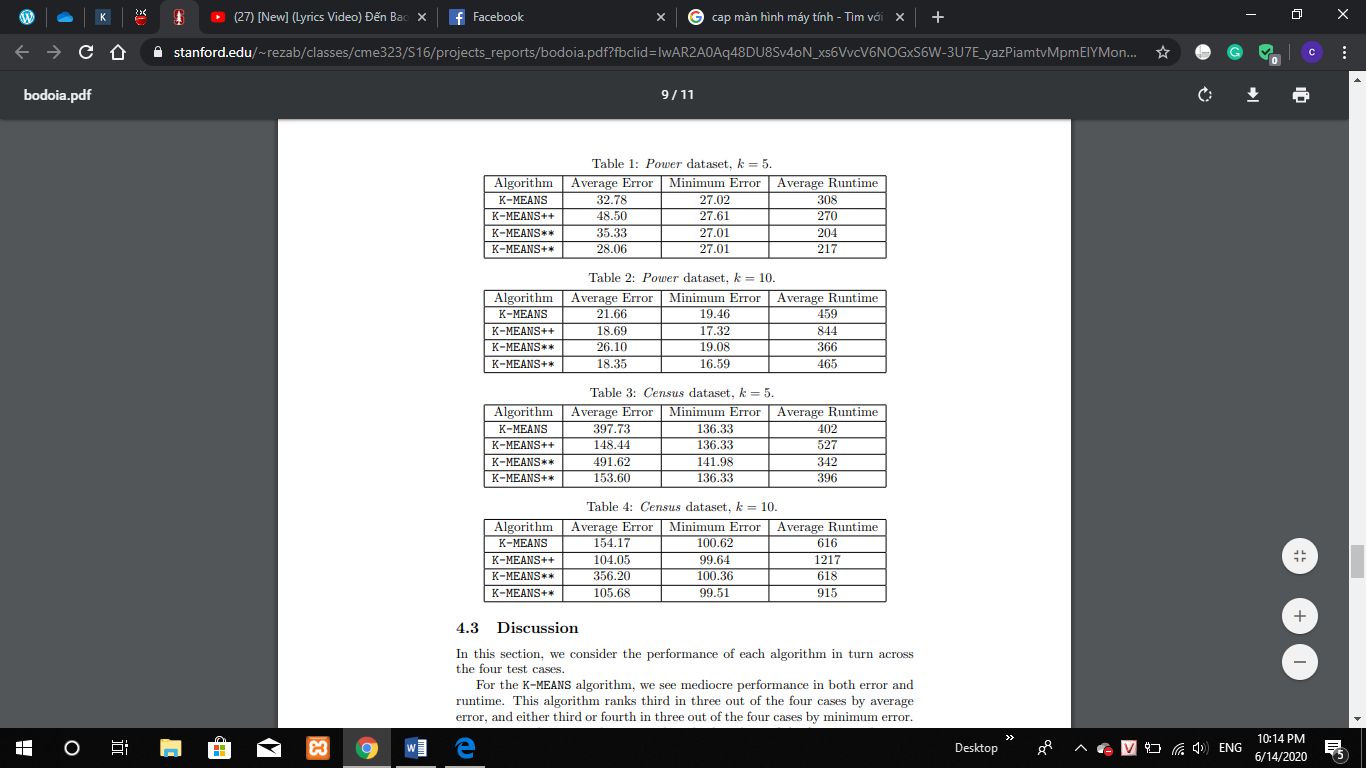 K
(27) [New] (Lyrics Video) Đến Bac
Facebook
cap màn hình máy tính - Tìm với
stanford.edu/~rezab/classes/cme323/S16/projects_reports/bodoia.pdf?fbclid=IwAR2A0Aq48DU8Sv4oN_xs6VvcV6NOGxS6W-3U7E_yazPiamtvMpmElYMon...
0
c
bodoia.pdf
9 / 11
Table 1: Power dataset, k = 5.
Algorithm Average Error Minimum Error Average Runtime
K-MEANS 32.78 27.02 308
K-MEANS++ 48.50 27.61 270
K-MEANS** 35.33 27.01 204
K-MEANS+* 28.06 27.01 217
Table 2: Power dataset, k = 10.
Algorithm Average Error Minimum Error Average Runtime
K-MEANS 21.66 19.46 459
K-MEANS++ 18.69 17.32 844
K-MEANS** 26.10 19.08 366
K-MEANS+* 18.35 16.59 465
Table 3: Census dataset, k = 5.
Algorithm Average Error Minimum Error Average Runtime
K-MEANS 397.73 136.33 402
K-MEANS++ 148.44 136.33 527
K-MEANS** 491.62 141.98 342
K-MEANS+* 153.60 136.33 396
Table 4: Census dataset, k = 10.
Algorithm Average Error Minimum Error Average Runtime
K-MEANS 154.17 100.62 616
K-MEANS++ 104.05 99.64 1217
K-MEANS** 356.20 100.36 618
K-MEANS+* 105.68 99.51 915
4.3 Discussion
In this section, we consider the performance of each algorithm in turn across
the four test cases.
For the K-MEANS algorithm, we see mediocre performance in both error and
runtime. This algorithm ranks third in three out of the four cases by average
error, and either third or fourth in three out of the four cases by minimum error.
Desktop
ENG
10:14 PM
6/14/2020
5